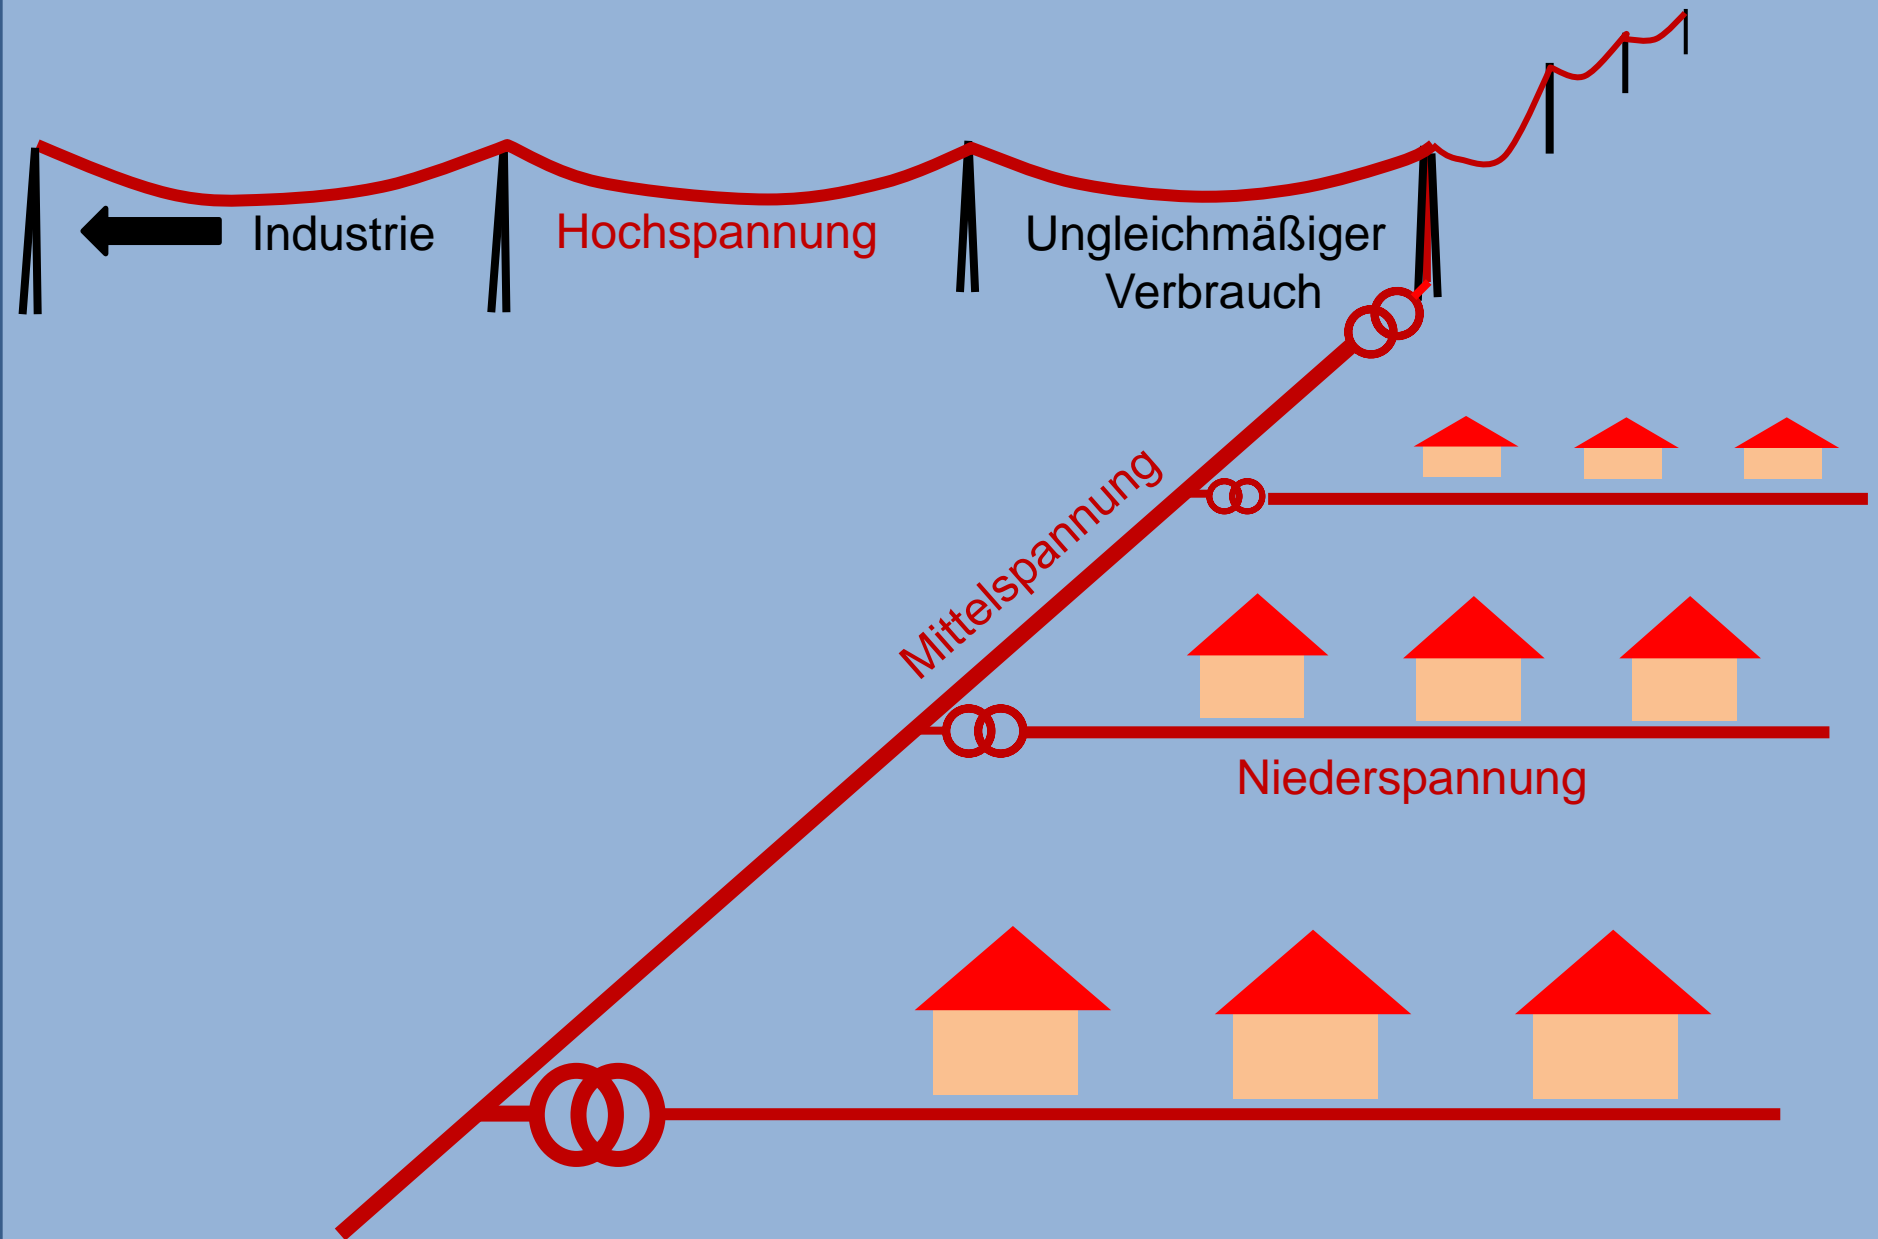 Industrie
Hochspannung
Ungleichmäßiger
Verbrauch
Mittelspannung
Niederspannung